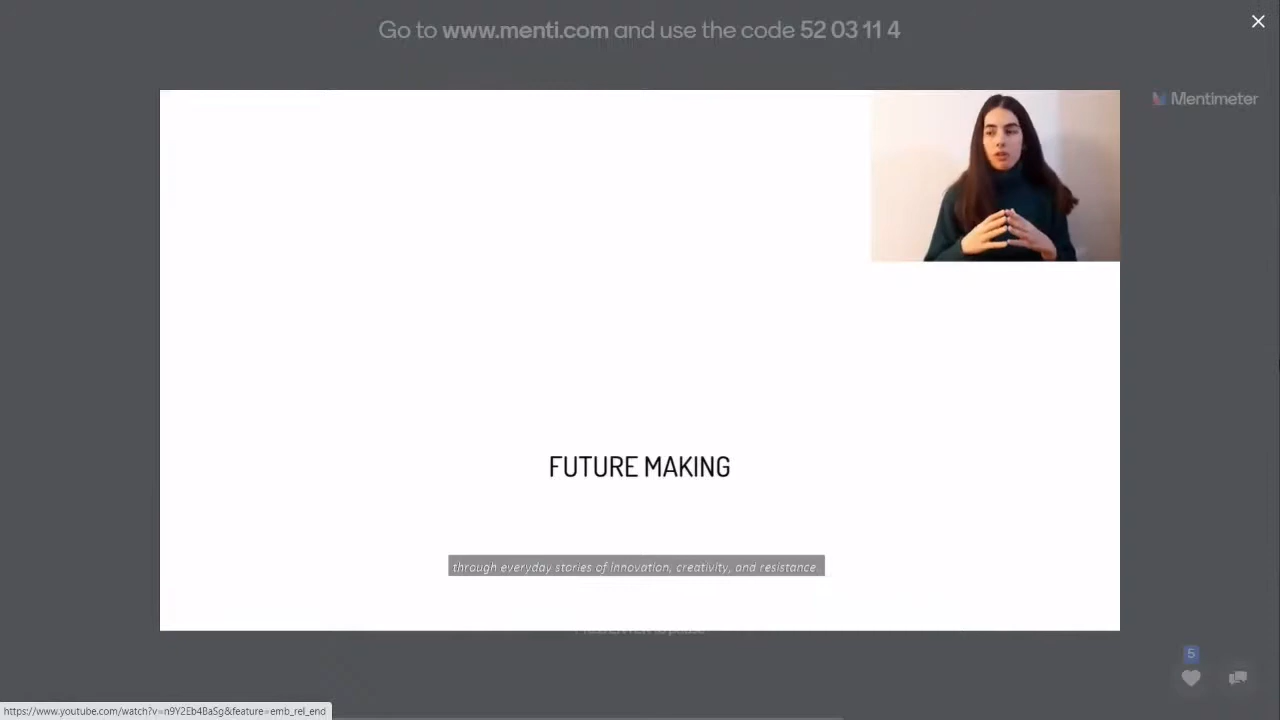 Go to www.menti.com and use the code 52 03 11 4
Mentimeter
FUTURE MAKING
through everyday stories of innovation, creativity, and resistance
5
https://www.youtube.com/watch?v=n9Y2Eb4BaSg&feature=emb_rel_end